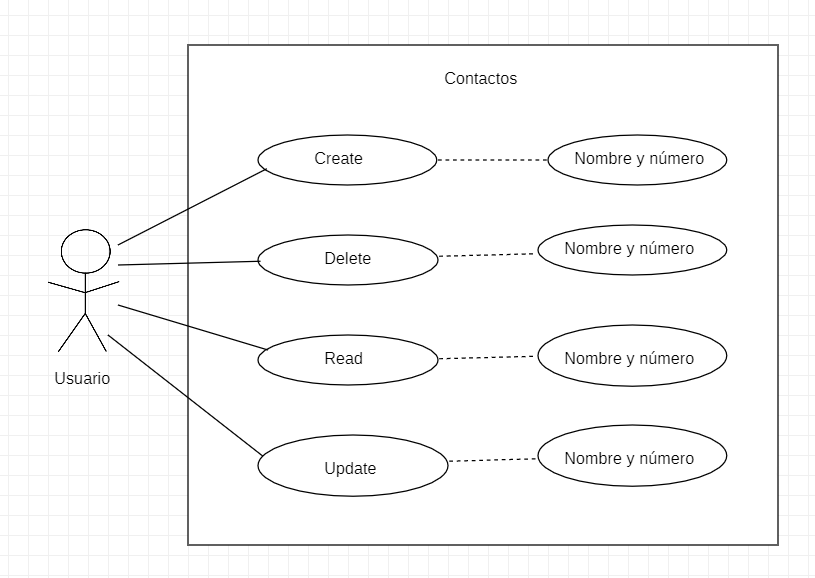 Contactos
Create
Nombre y número
Delete
Nombre y número
Read
Nombre y número
Usuario
Update
Nombre y número